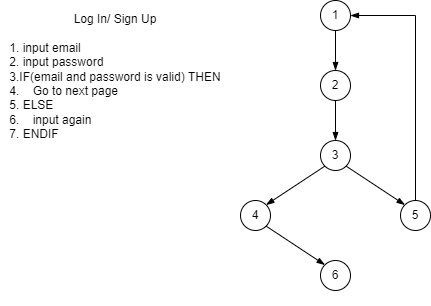 Log In/ Sign Up
1. input email
2. input password
3.IF(email and password is valid) THEN
4. Go to next page
5. ELSE
6. input again
7. ENDIF
1
2
3
4
5
6